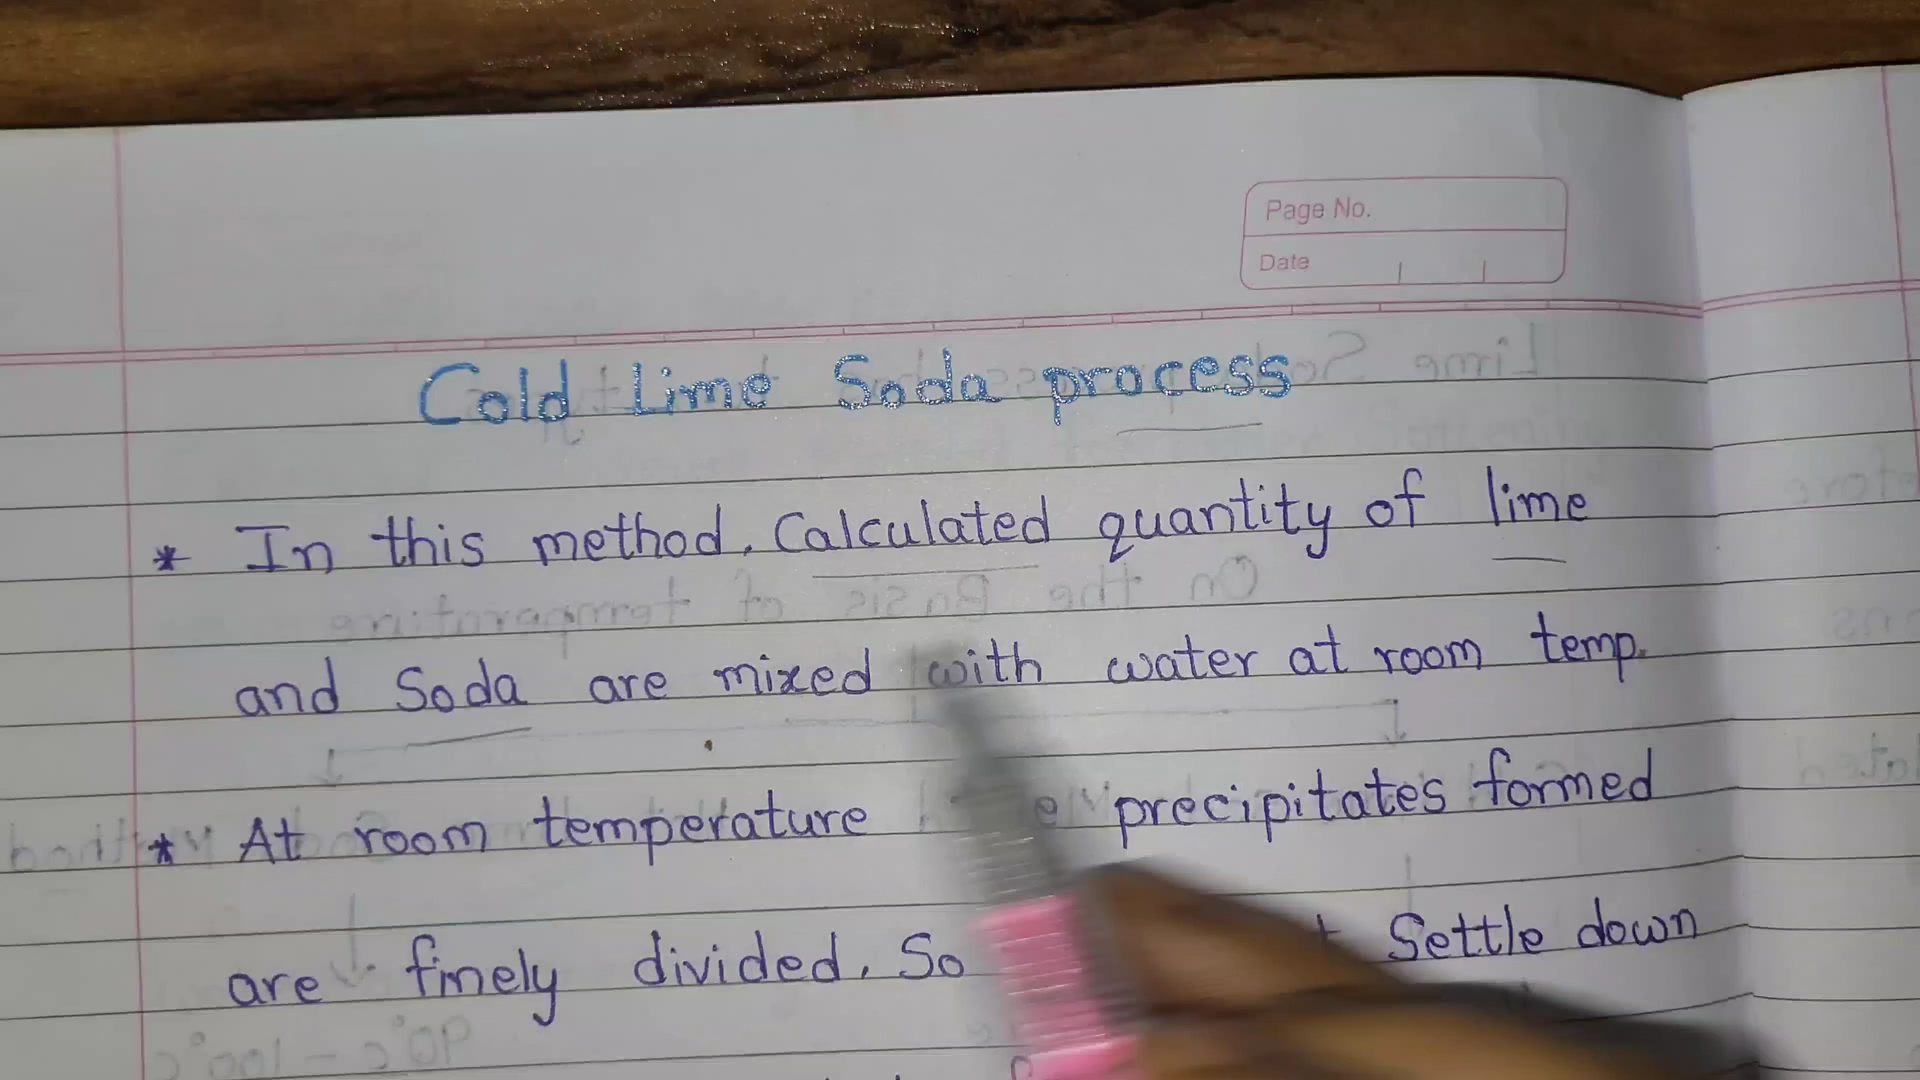 Page No.
Date
Cold Lime Soda process
* In this method, Calculated quantity of lime
and Soda are mixed with water at room temp.
* At room temperature precipitates formed
are finely divided, So Settle down